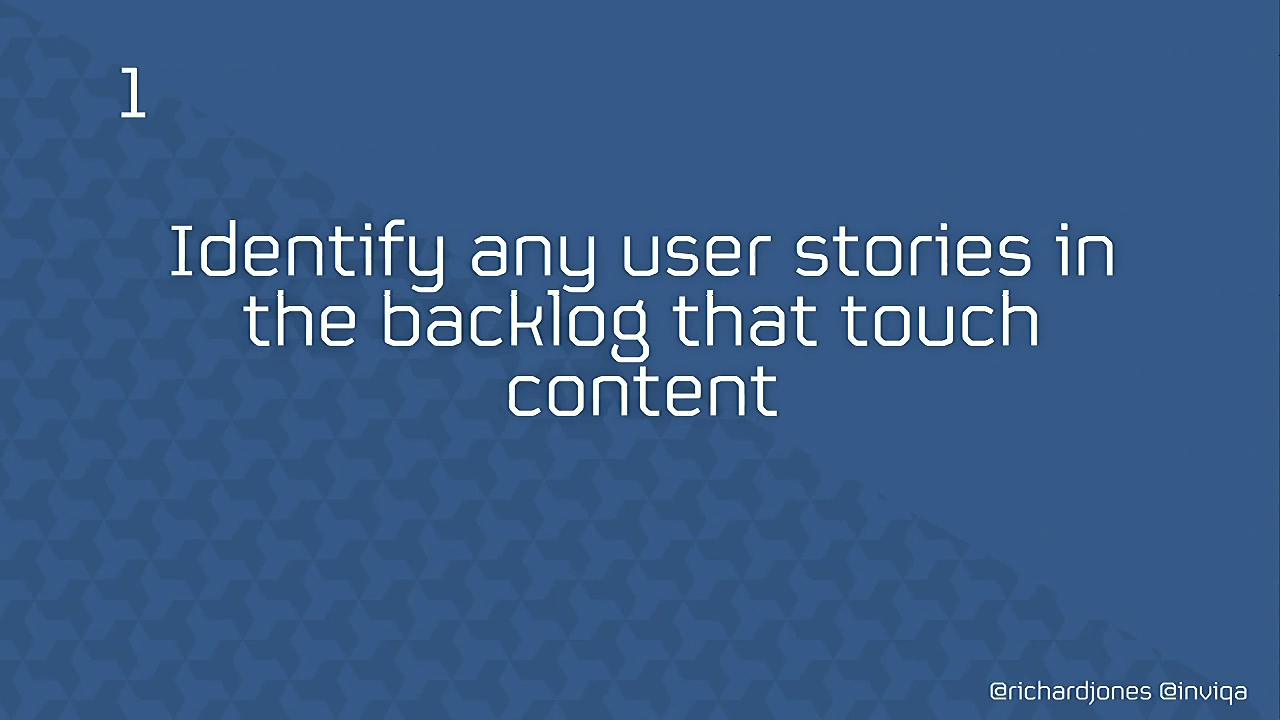 1
Identify any user stories in
the backlog that touch
content
@richardjones @inviqa